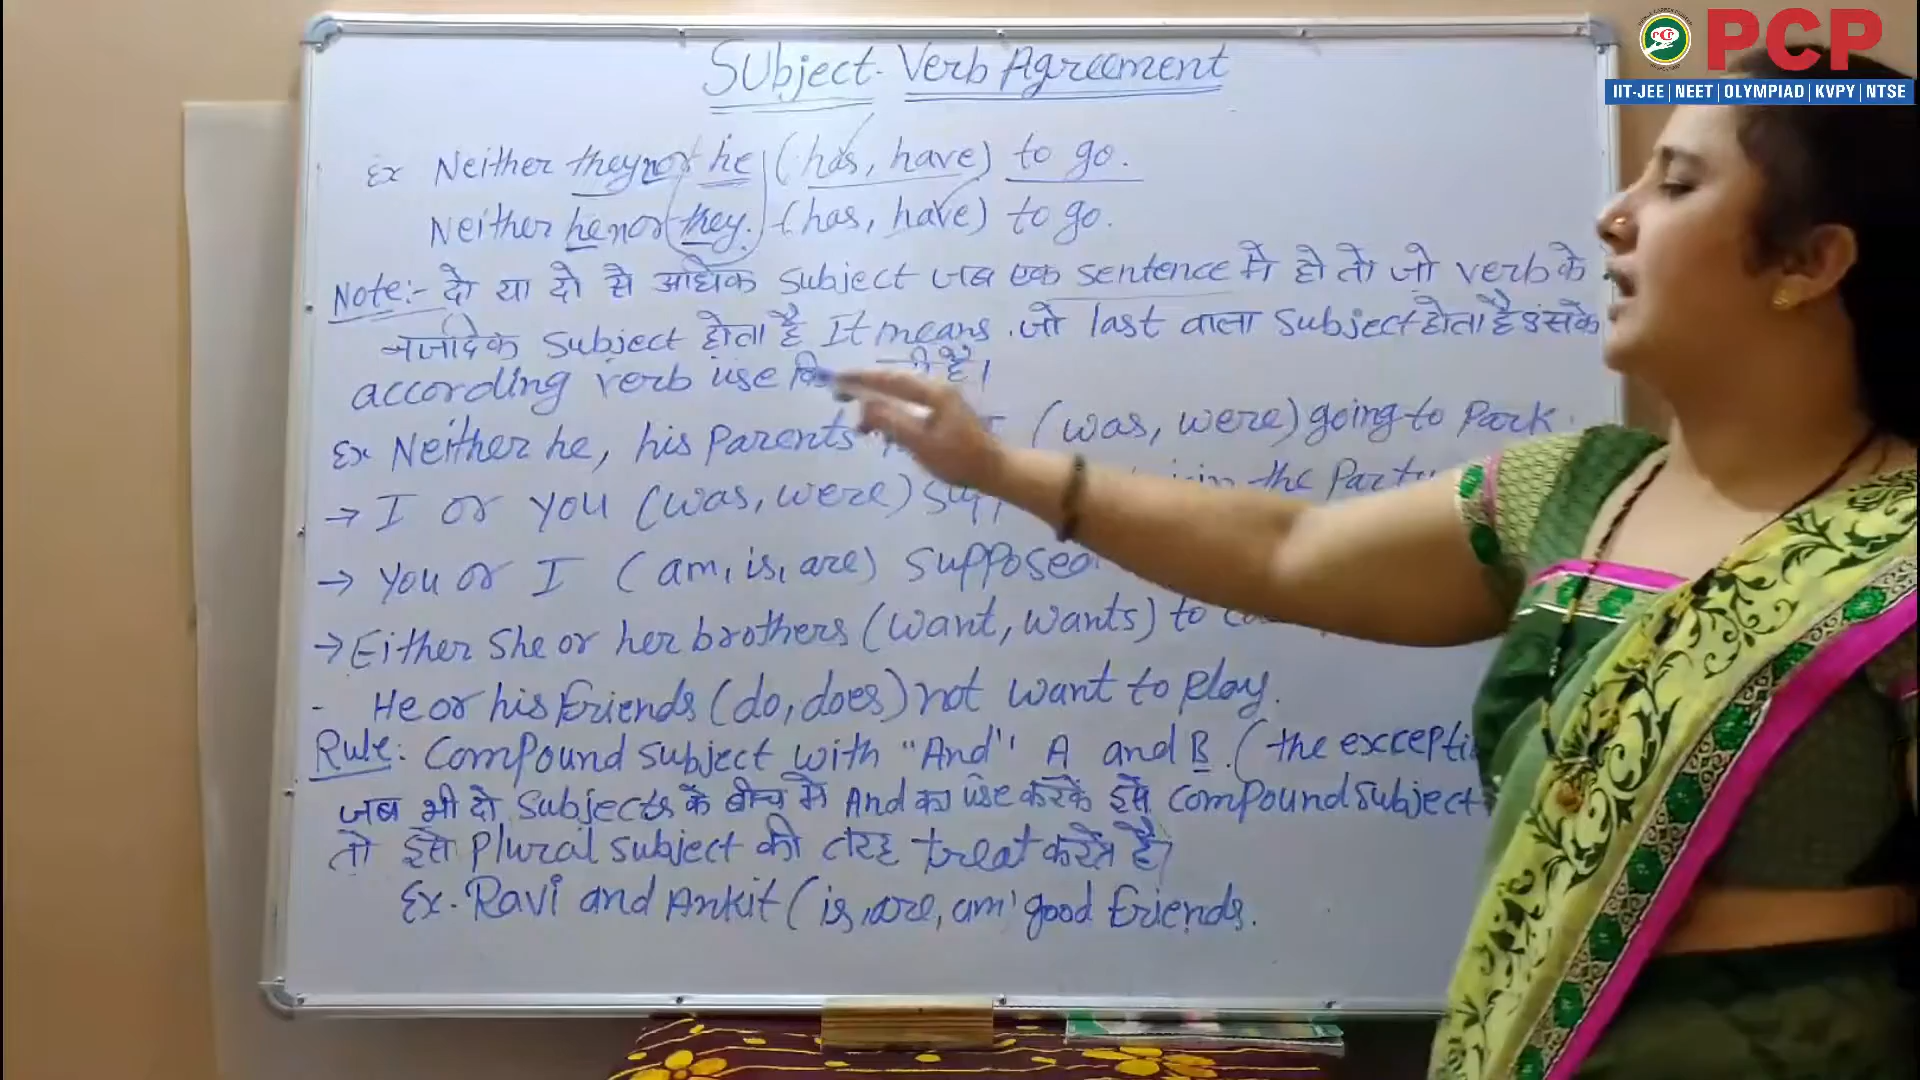 PCP
IIT-JEE | NEET | OLYMPIAD | KVPY | NTSE
Subject-Verb Agreement
Ex Neither they nor he (has, have) to go.
Neither he nor they (has, have) to go.
Note:- दो या दो से अधिक subject जब एक sentence में हो तो जो verb के
नजदिक subject होता है It means जो last वाला subject होता है उसके
according verb use है।
Ex Neither he, his Parents (was, were) going to Park.
→ I or you (was, were) the Party
→ You or I (am, is, are) supposed
→ Either She or her brothers (want, wants) to
- He or his friends (do, does) not want to play.
Rule: Compound subject with "And" A and B. (the
जब भी दो Subjects के बीच में And का use करके इसे Compound Subject
तो इसे Plural subject की तरह treat करते है।
Ex. Ravi and Ankit (is, are, am) good friends.